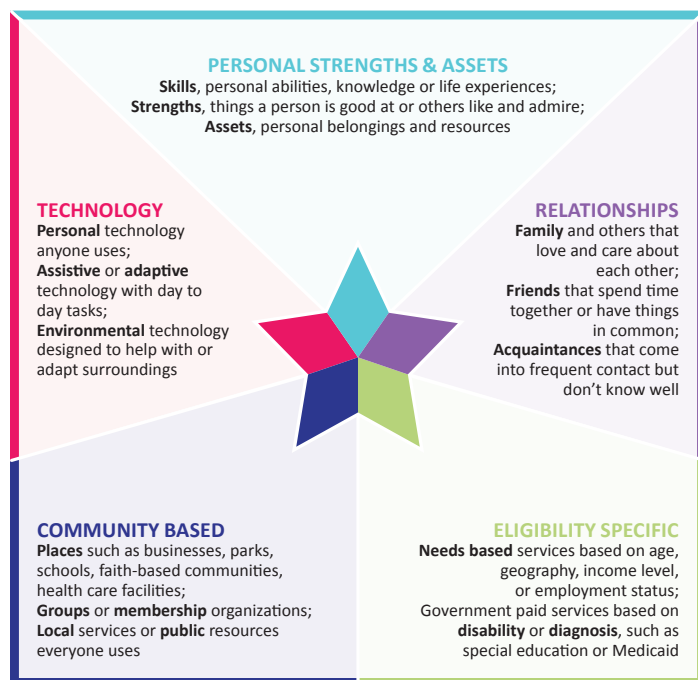 PERSONAL STRENGTHS & ASSETS
Skills, personal abilities, knowledge or life experiences;
Strengths, things a person is good at or others like and admire;
Assets, personal belongings and resources
TECHNOLOGY
Personal technology
anyone uses;
Assistive or adaptive
technology with day to
day tasks;
Environmental technology
designed to help with or
adapt surroundings
RELATIONSHIPS
Family and others that
love and care about
each other;
Friends that spend time
together or have things
in common;
Acquaintances that come
into frequent contact but
don’t know well
COMMUNITY BASED
Places such as businesses, parks,
schools, faith-based communities,
health care facilities;
Groups or membership organizations;
Local services or public resources
everyone uses
ELIGIBILITY SPECIFIC
Needs based services based on age,
geography, income level,
or employment status;
Government paid services based on
disability or diagnosis, such as
special education or Medicaid